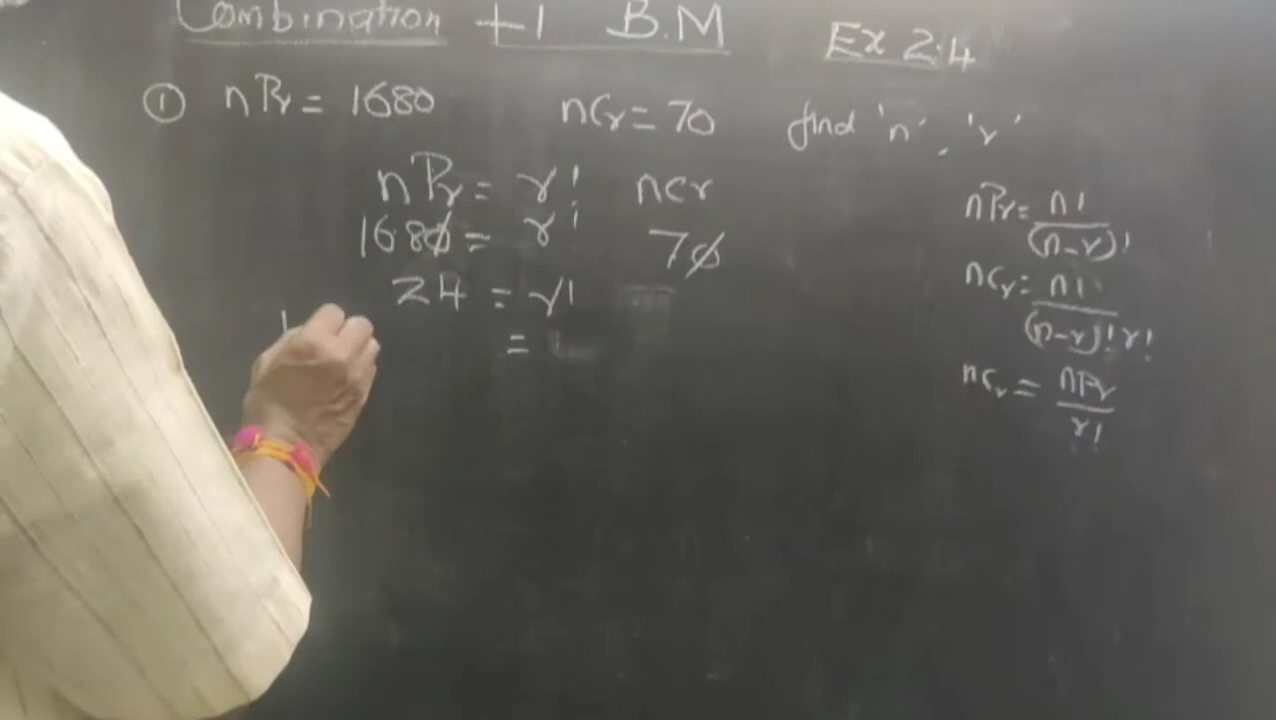 Combination +1 B.M Ex 2.4
① nPr = 1680 nCr = 70 find 'n', 'r'
nPr = r! ncr
1680 = r! 70
24 = r!
=
nPr = n! / (n-r)!
nCr = n! / (n-r)! r!
nCr = nPr / r!